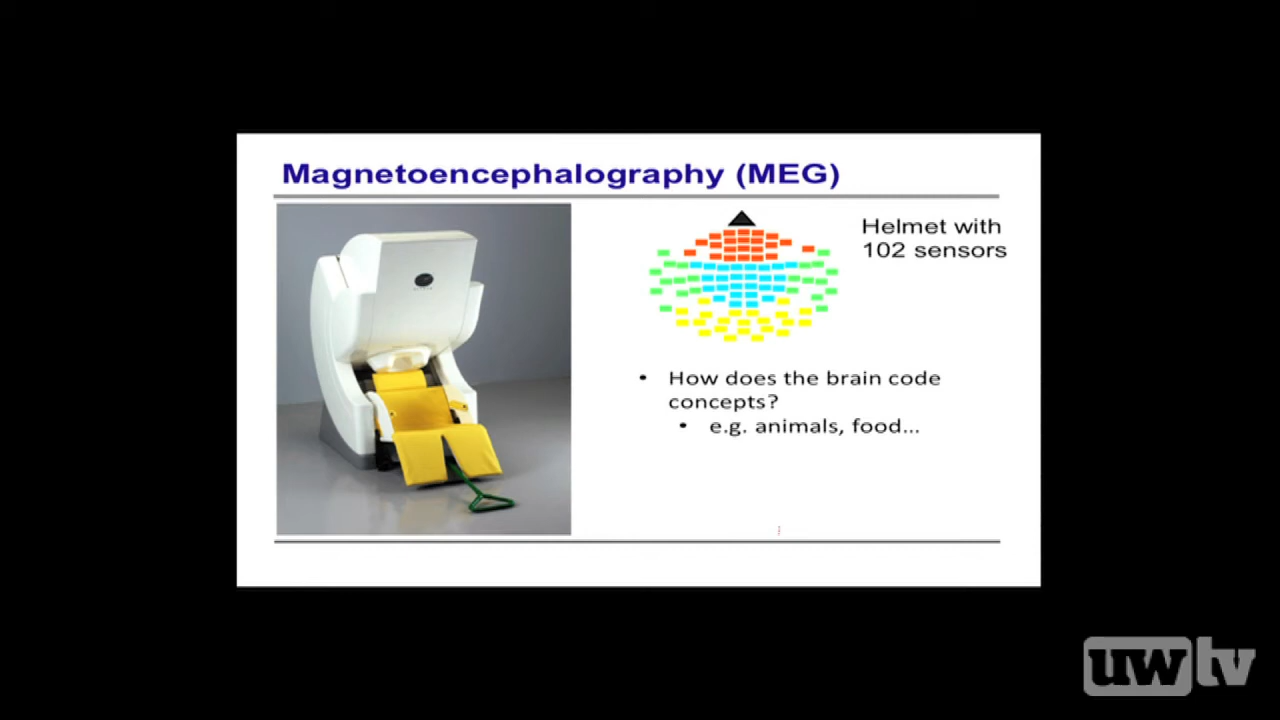 Magnetoencephalography (MEG)
Helmet with
102 sensors
• How does the brain code
concepts?
• e.g. animals, food...
uwtv